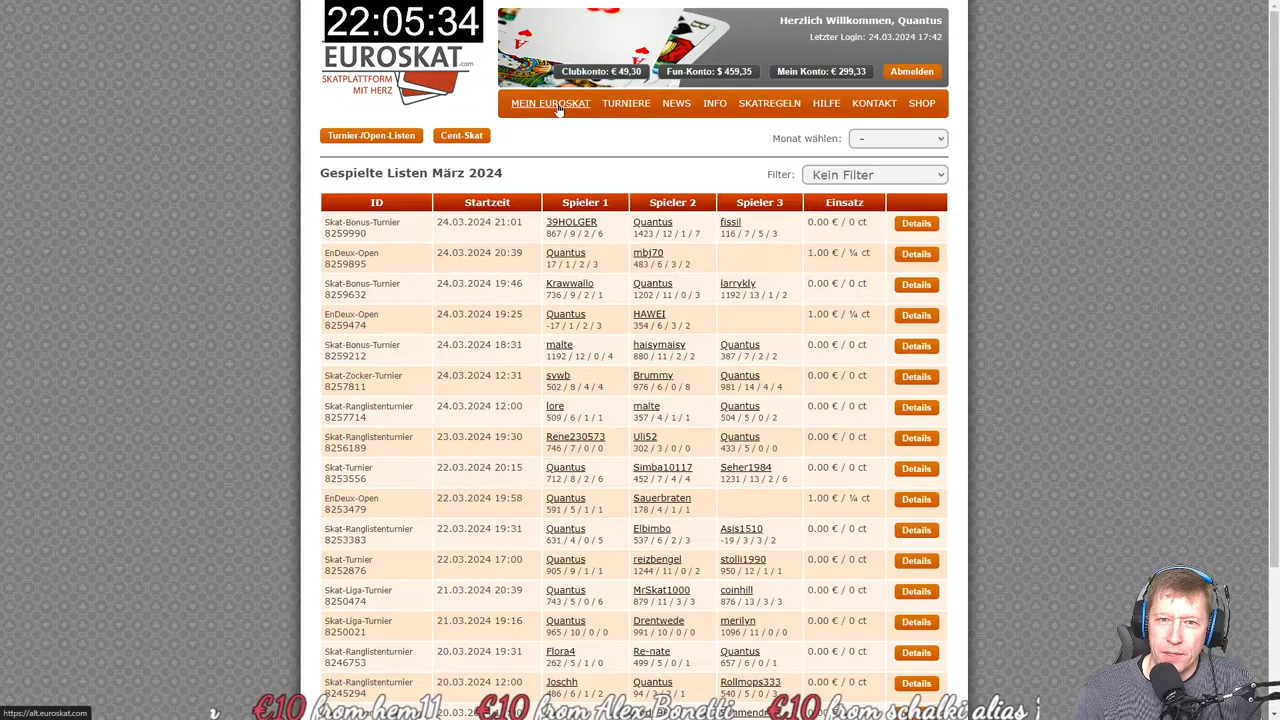 22:05:34
EUROSKAT.com
SKATPLATTFORM
MIT HERZ
Herzlich Willkommen, Quantus
Letzter Login: 24.03.2024 17:42
Clubkonto: € 49,30 Fun-Konto: $ 459,35 Mein Konto: € 299,33 Abmelden
MEIN EUROSKAT TURNIERE NEWS INFO SKATREGELN HILFE KONTAKT SHOP
Turnier-/Open-Listen Cent-Skat Monat wählen: -
Gespielte Listen März 2024 Filter: Kein Filter
ID Startzeit Spieler 1 Spieler 2 Spieler 3 Einsatz
Skat-Bonus-Turnier 24.03.2024 21:01 39HOLGER Quantus fissil 0.00 € / 0 ct Details
8259990 867 / 9 / 2 / 6 1423 / 12 / 1 / 7 116 / 7 / 5 / 3
EnDeux-Open 24.03.2024 20:39 Quantus mbj70 1.00 € / ¼ ct Details
8259895 17 / 1 / 2 / 3 483 / 6 / 3 / 2
Skat-Bonus-Turnier 24.03.2024 19:46 Krawwallo Quantus larrykly 0.00 € / 0 ct Details
8259632 736 / 9 / 2 / 1 1202 / 11 / 0 / 3 1192 / 13 / 1 / 2
EnDeux-Open 24.03.2024 19:25 Quantus HAWEI 1.00 € / ¼ ct Details
8259474 -17 / 1 / 2 / 3 354 / 6 / 3 / 2
Skat-Bonus-Turnier 24.03.2024 18:31 malte haisymaisy Quantus 0.00 € / 0 ct Details
8259212 1192 / 12 / 0 / 4 880 / 11 / 2 / 2 387 / 7 / 2 / 2
Skat-Zocker-Turnier 24.03.2024 12:31 svwb Brummy Quantus 0.00 € / 0 ct Details
8257811 502 / 8 / 4 / 4 976 / 6 / 0 / 8 981 / 14 / 4 / 4
Skat-Ranglistenturnier 24.03.2024 12:00 lore malte Quantus 0.00 € / 0 ct Details
8257714 509 / 6 / 1 / 1 357 / 4 / 1 / 1 504 / 5 / 0 / 2
Skat-Ranglistenturnier 23.03.2024 19:30 Rene230573 Uli52 Quantus 0.00 € / 0 ct Details
8256189 746 / 7 / 0 / 0 302 / 3 / 0 / 0 433 / 5 / 0 / 0
Skat-Turnier 22.03.2024 20:15 Quantus Simba10117 Seher1984 0.00 € / 0 ct Details
8253556 712 / 8 / 2 / 6 452 / 7 / 4 / 4 1231 / 13 / 2 / 6
EnDeux-Open 22.03.2024 19:58 Quantus Sauerbraten 1.00 € / ¼ ct Details
8253479 591 / 5 / 1 / 1 178 / 4 / 1 / 1
Skat-Ranglistenturnier 22.03.2024 19:31 Quantus Elbimbo Asis1510 0.00 € / 0 ct Details
8253383 631 / 4 / 0 / 5 537 / 6 / 2 / 3 -19 / 3 / 3 / 2
Skat-Turnier 22.03.2024 17:00 Quantus reizbengel stolli1990 0.00 € / 0 ct Details
8252876 905 / 9 / 1 / 1 1244 / 11 / 0 / 2 950 / 12 / 1 / 1
Skat-Liga-Turnier 21.03.2024 20:39 Quantus MrSkat1000 coinhill 0.00 € / 0 ct Details
8250474 743 / 5 / 0 / 6 879 / 11 / 3 / 3 876 / 13 / 3 / 3
Skat-Liga-Turnier 21.03.2024 19:16 Quantus Drentwede merilyn 0.00 € / 0 ct Details
8250021 965 / 10 / 0 / 0 991 / 10 / 0 / 0 1096 / 11 / 0 / 0
Skat-Ranglistenturnier 20.03.2024 19:31 Flora4 Re-nate Quantus 0.00 € / 0 ct Details
8246753 262 / 5 / 1 / 0 499 / 5 / 0 / 1 657 / 6 / 0 / 1
Skat-Ranglistenturnier 20.03.2024 12:00 Joschh Quantus Rollmops333 0.00 € / 0 ct Details
8245294
€10 from hem11 €10 from Alex Bonetti €10 from schalki alias
https://alt.euroskat.com